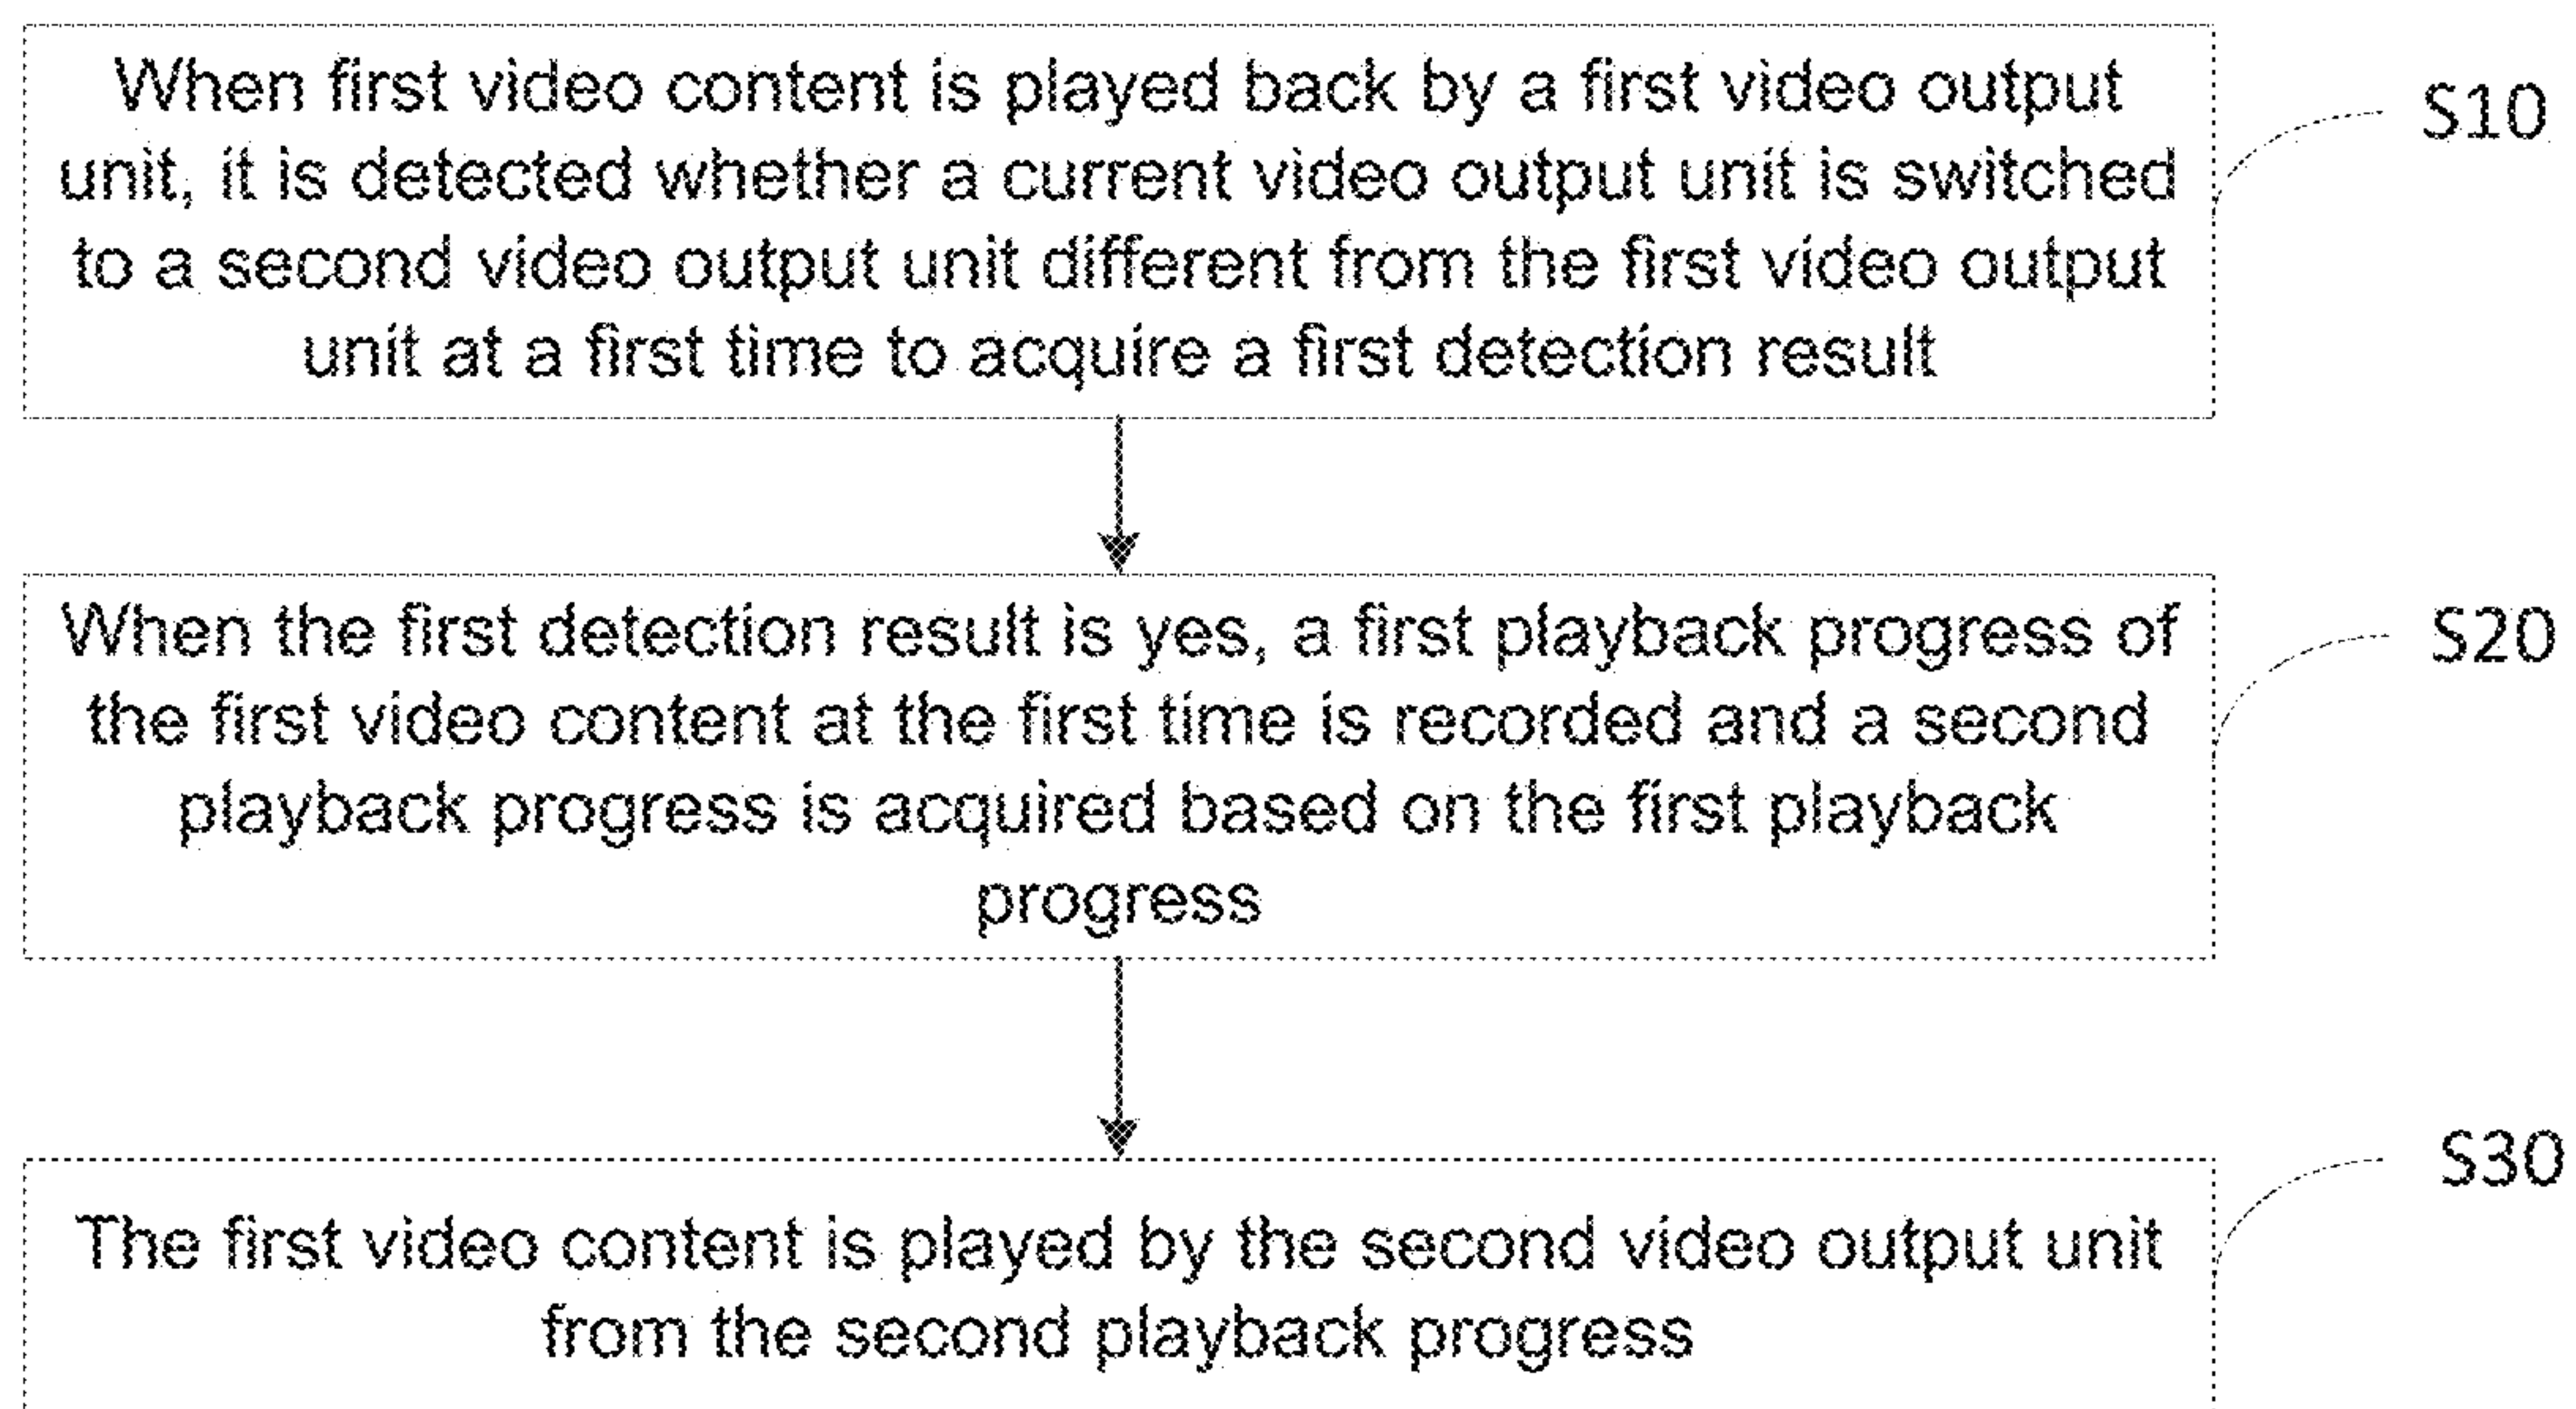 When first video content is played back by a first video output
unit, it is detected whether a current video output unit is switched
to a second video output unit different from the first video output
unit at a first time to acquire a first detection result
S10
When the first detection result is yes, a first playback progress of
the first video content at the first time is recorded and a second
playback progress is acquired based on the first playback
progress
S20
The first video content is played by the second video output unit
from the second playback progress
S30